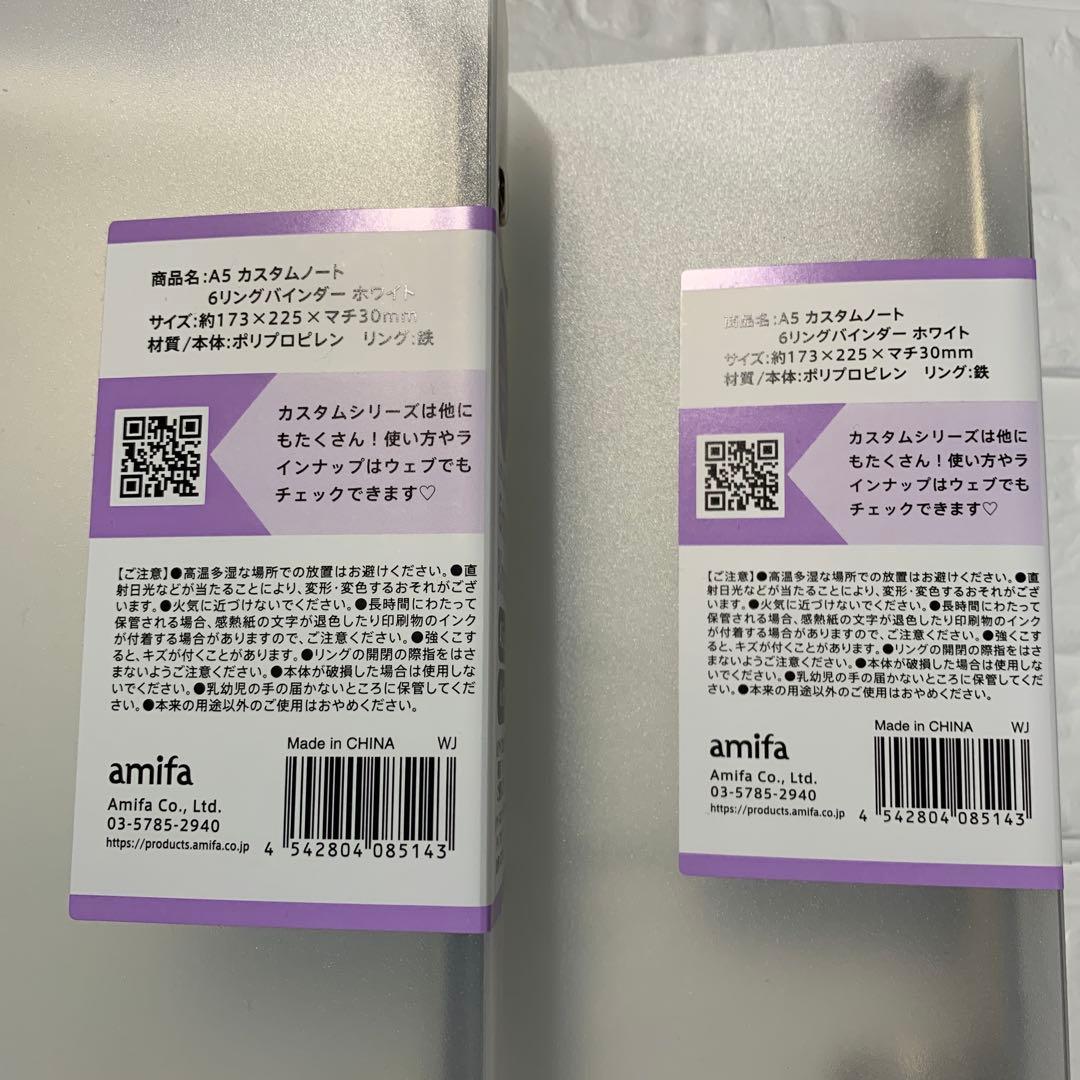 商品名:A5 カスタムノート
6リングバインダー ホワイト
サイズ:約173×225×マチ30mm
材質/本体:ポリプロピレン リング:鉄
カスタムシリーズは他に
もたくさん!使い方やラ
インナップはウェブでも
チェックできます♡
【ご注意】●高温多湿な場所での放置はお避けください。●直
射日光などが当たることにより、変形・変色するおそれがござ
います。●火気に近づけないでください。●長時間にわたって
保管される場合、感熱紙の文字が退色したり印刷物のインク
が付着する場合がありますので、ご注意ください。●強くこす
ると、キズが付くことがあります。●リングの開閉の際指をはさ
まないようご注意ください。●本体が破損した場合は使用しな
いでください。●乳幼児の手の届かないところに保管してくだ
さい。●本来の用途以外のご使用はおやめください。
Made in CHINA WJ
amifa
Amifa Co., Ltd.
03-5785-2940
https://products.amifa.co.jp
4 542804 085143
商品名:A5 カスタムノート
6リングバインダー ホワイト
サイズ:約173×225×マチ30mm
材質/本体:ポリプロピレン リング:鉄
カスタムシリーズは他に
もたくさん!使い方やラ
インナップはウェブでも
チェックできます♡
【ご注意】●高温多湿な場所での放置はお避けください。●直
射日光などが当たることにより、変形・変色するおそれがござ
います。●火気に近づけないでください。●長時間にわたって
保管される場合、感熱紙の文字が退色したり印刷物のインク
が付着する場合がありますので、ご注意ください。●強くこす
ると、キズが付くことがあります。●リングの開閉の際指をはさ
まないようご注意ください。●本体が破損した場合は使用しな
いでください。●乳幼児の手の届かないところに保管してくだ
さい。●本来の用途以外のご使用はおやめください。
Made in CHINA WJ
amifa
Amifa Co., Ltd.
03-5785-2940
https://products.amifa.co.jp
4 542804 085143